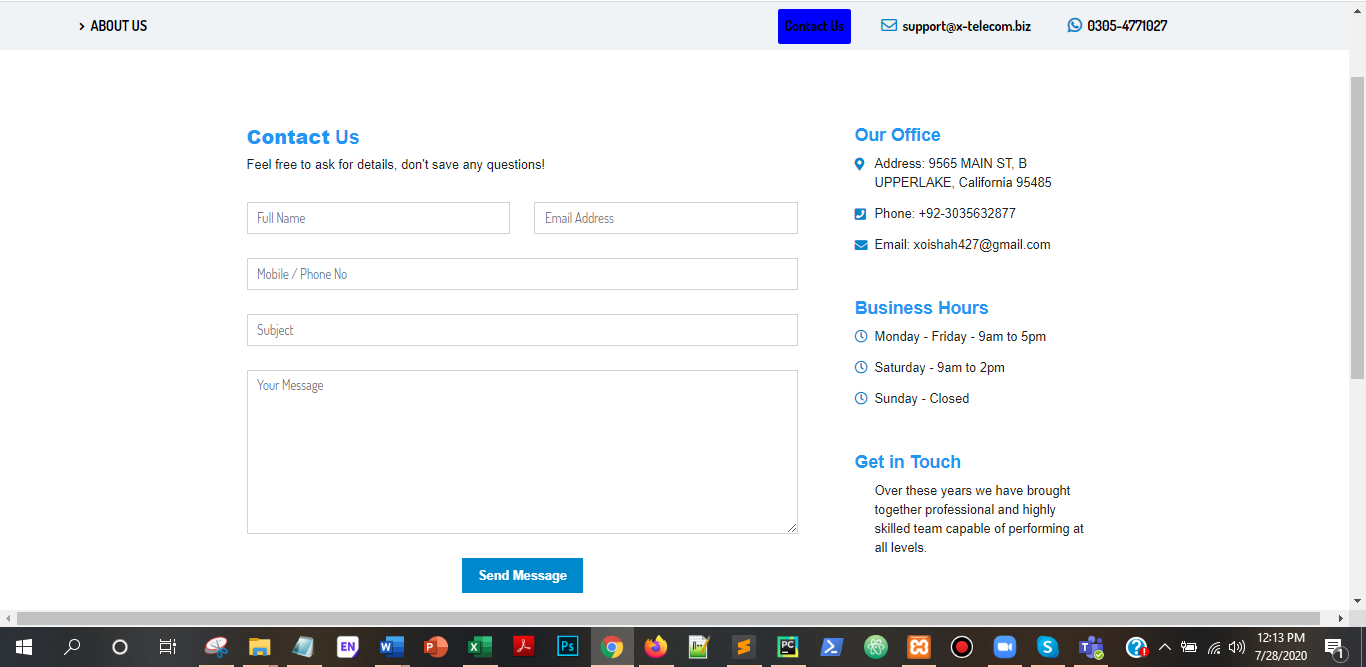 ABOUT US
Contact Us
support@x-telecom.biz
0305-4771027
Contact Us
Feel free to ask for details, don't save any questions!
Full Name
Email Address
Mobile / Phone No
Subject
Your Message
Send Message
Our Office
Address: 9565 MAIN ST, B
UPPERLAKE, California 95485
Phone: +92-3035632877
Email: xoishah427@gmail.com
Business Hours
Monday - Friday - 9am to 5pm
Saturday - 9am to 2pm
Sunday - Closed
Get in Touch
Over these years we have brought
together professional and highly
skilled team capable of performing at
all levels.
EN
Ps
PC
12:13 PM
7/28/2020
1